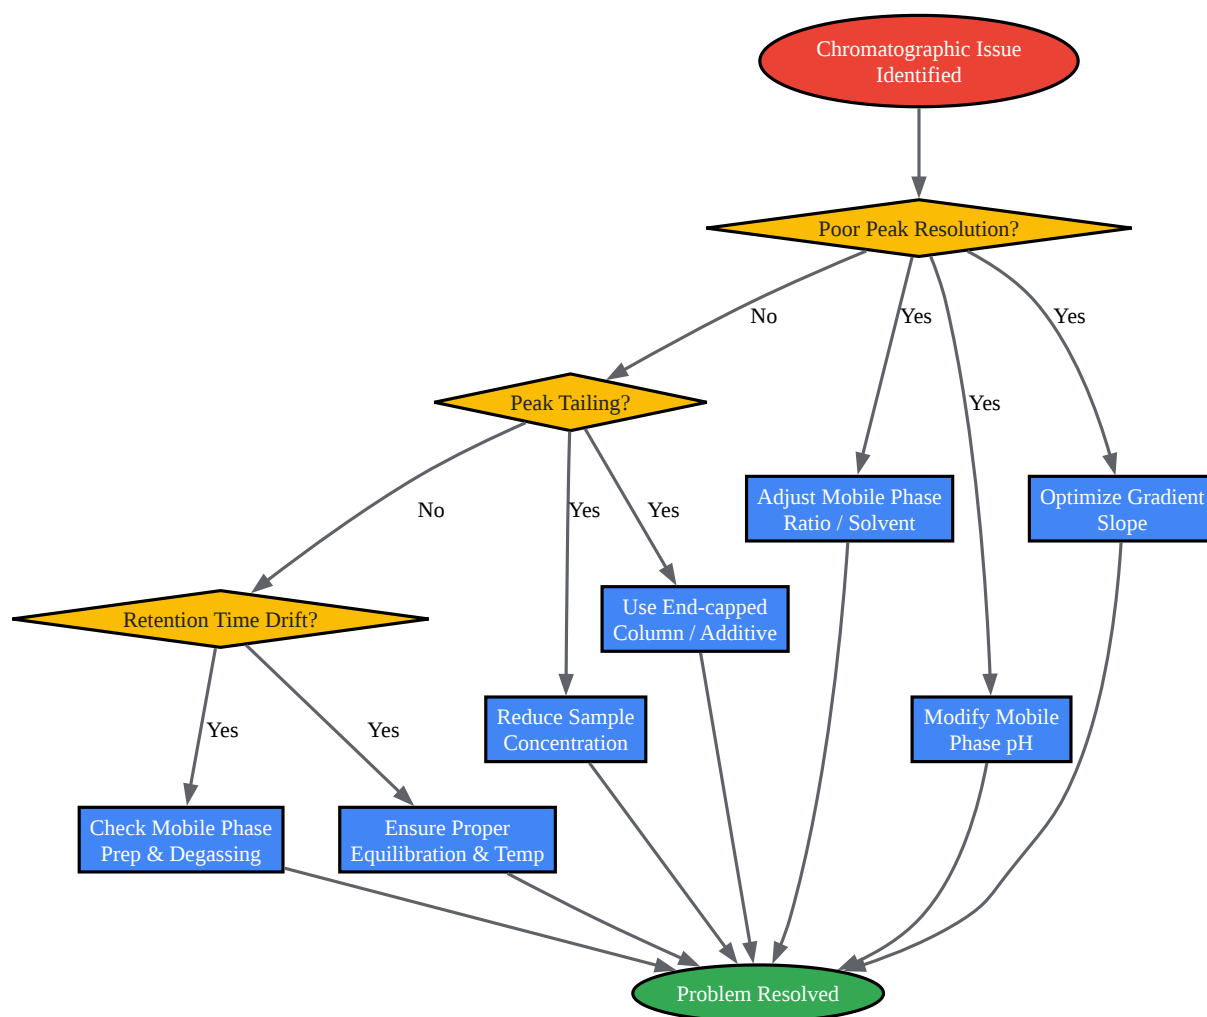 Chromatographic Issue
Identified
Poor Peak Resolution?
No
Yes
Yes
Yes
Peak Tailing?
No
Yes
Yes
Adjust Mobile Phase
Ratio / Solvent
Optimize Gradient
Slope
Use End-capped
Column / Additive
Retention Time Drift?
Yes
Yes
Reduce Sample
Concentration
Modify Mobile
Phase pH
Check Mobile Phase
Prep & Degassing
Ensure Proper
Equilibration & Temp
Problem Resolved